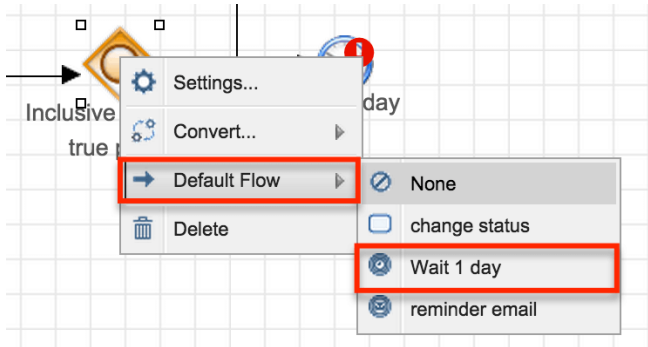 Settings...
Inclusive
day
Convert...
true
Default Flow
None
Delete
change status
Wait 1 day
reminder email